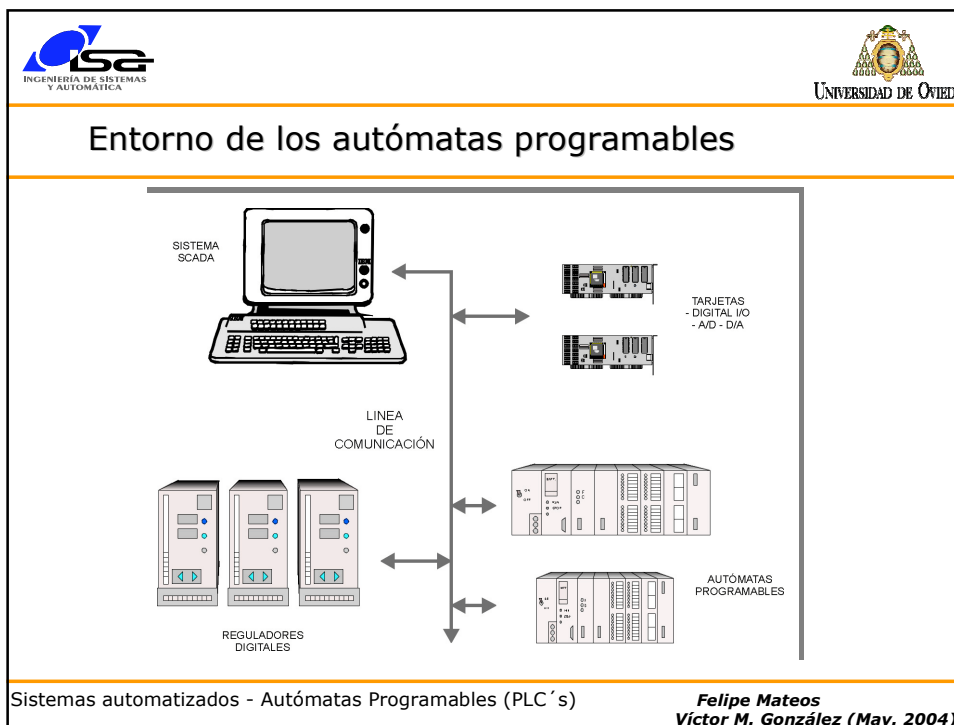 isa
INGENIERÍA DE SISTEMAS
Y AUTOMÁTICA
UNIVERSIDAD DE OVIED
Entorno de los autómatas programables
SISTEMA
SCADA
TARJETAS
- DIGITAL I/O
- A/D - D/A
LINEA
DE
COMUNICACIÓN
AUTÓMATAS
PROGRAMABLES
REGULADORES
DIGITALES
Sistemas automatizados - Autómatas Programables (PLC´s)
Felipe Mateos
Víctor M. González (May. 2004)